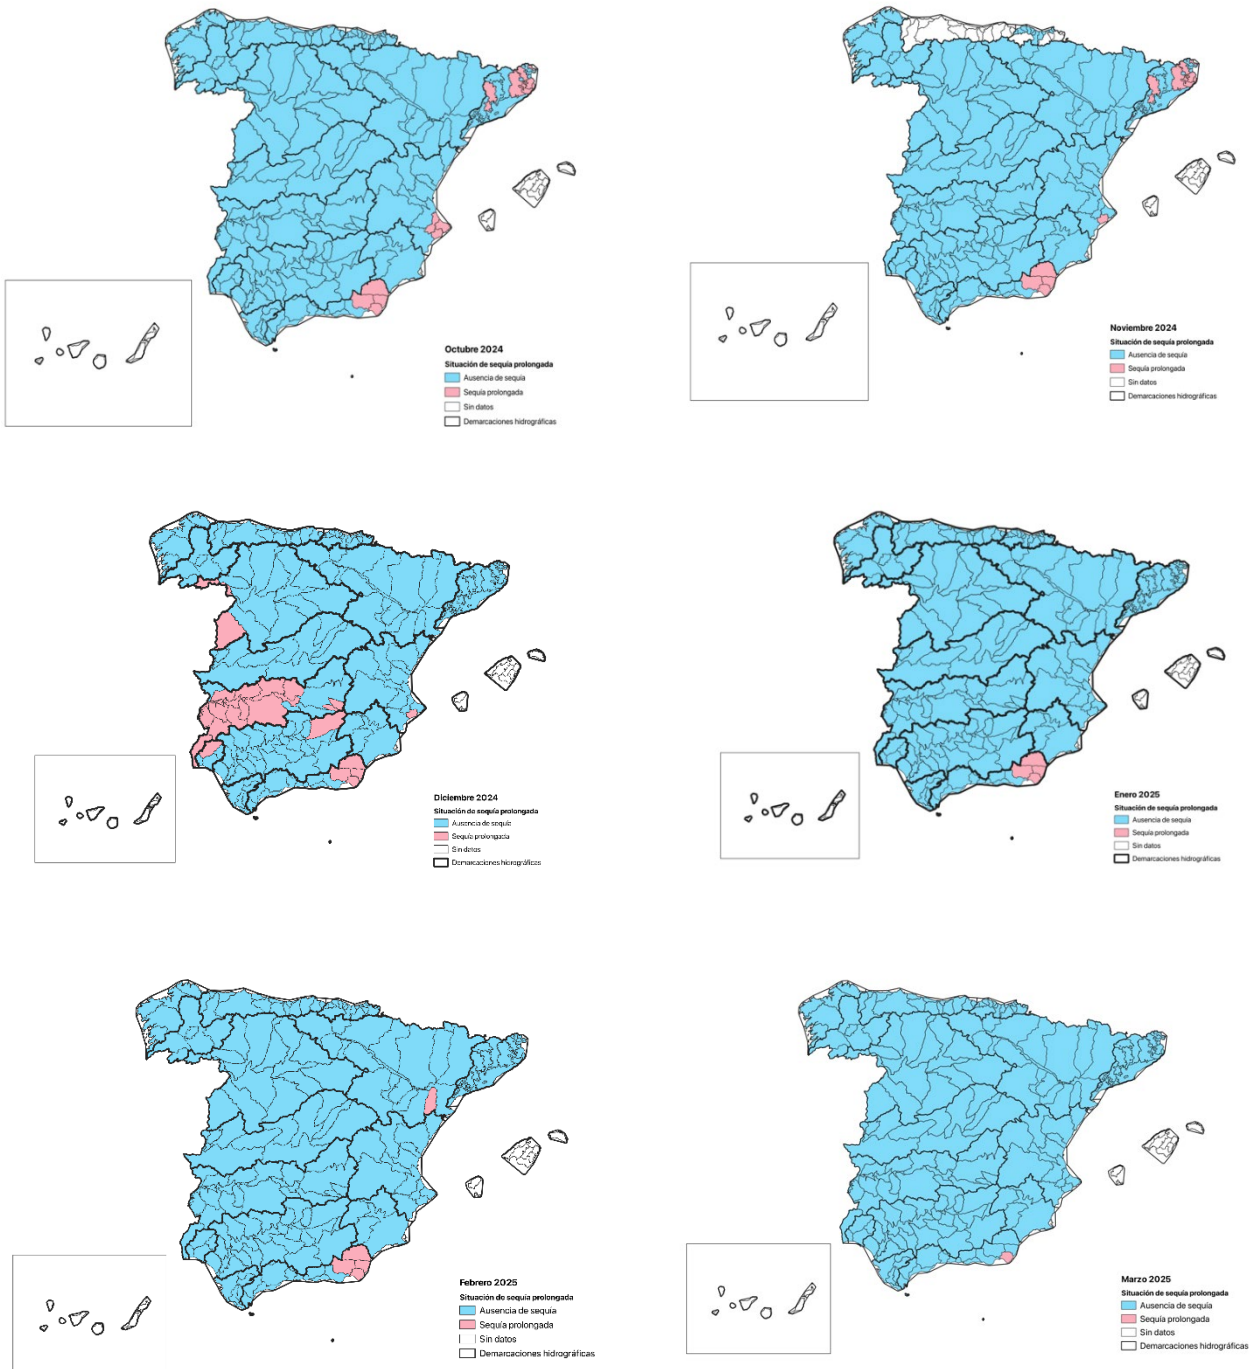 Octubre 2024
Situación de sequía prolongada
Ausencia de sequía
Sequía prolongada
Sin datos
Demarcaciones hidrográficas
Noviembre 2024
Situación de sequía prolongada
Ausencia de sequía
Sequía prolongada
Sin datos
Demarcaciones hidrográficas
Diciembre 2024
Situación de sequía prolongada
Ausencia de sequía
Sequía prolongada
Sin datos
Demarcaciones hidrográficas
Enero 2025
Situación de sequía prolongada
Ausencia de sequía
Sequía prolongada
Sin datos
Demarcaciones hidrográficas
Febrero 2025
Situación de sequía prolongada
Ausencia de sequía
Sequía prolongada
Sin datos
Demarcaciones hidrográficas
Marzo 2025
Situación de sequía prolongada
Ausencia de sequía
Sequía prolongada
Sin datos
Demarcaciones hidrográficas